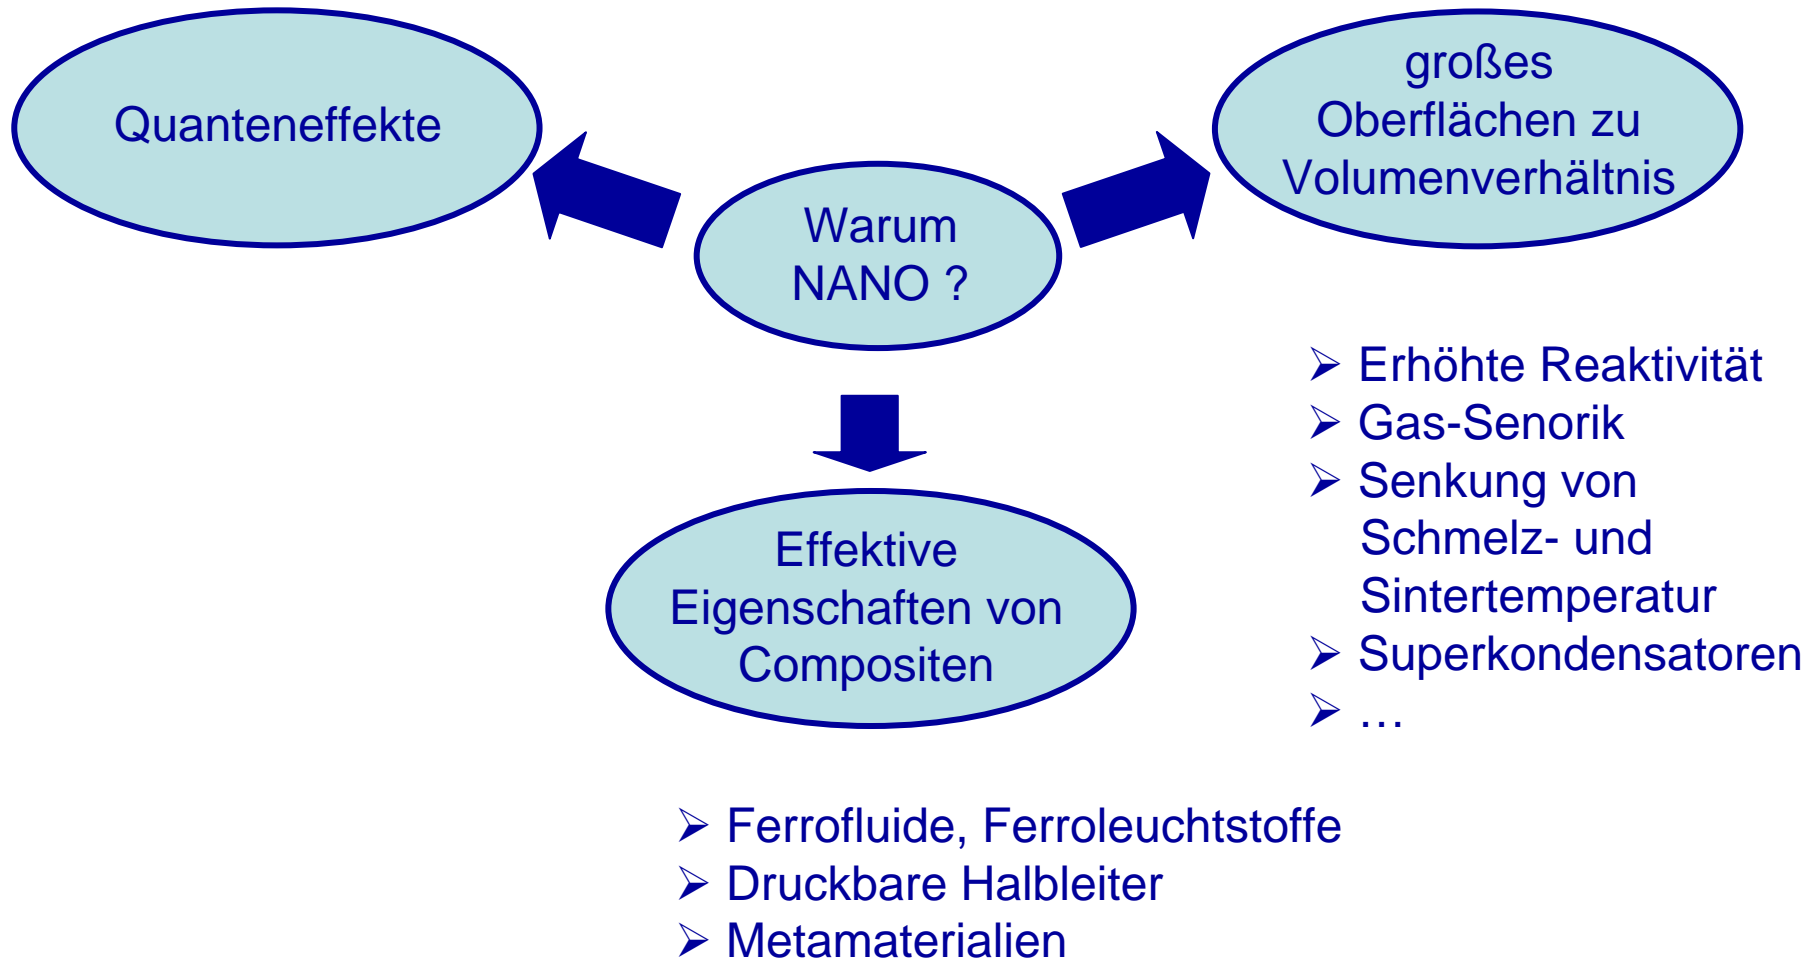 Quanteneffekte
großes
Oberflächen zu
Volumenverhältnis
Warum
NANO ?
➢ Erhöhte Reaktivität
➢ Gas-Senorik
➢ Senkung von
Schmelz- und
Sintertemperatur
➢ Superkondensatoren
➢ …
Effektive
Eigenschaften von
Compositen
➢ Ferrofluide, Ferroleuchtstoffe
➢ Druckbare Halbleiter
➢ Metamaterialien